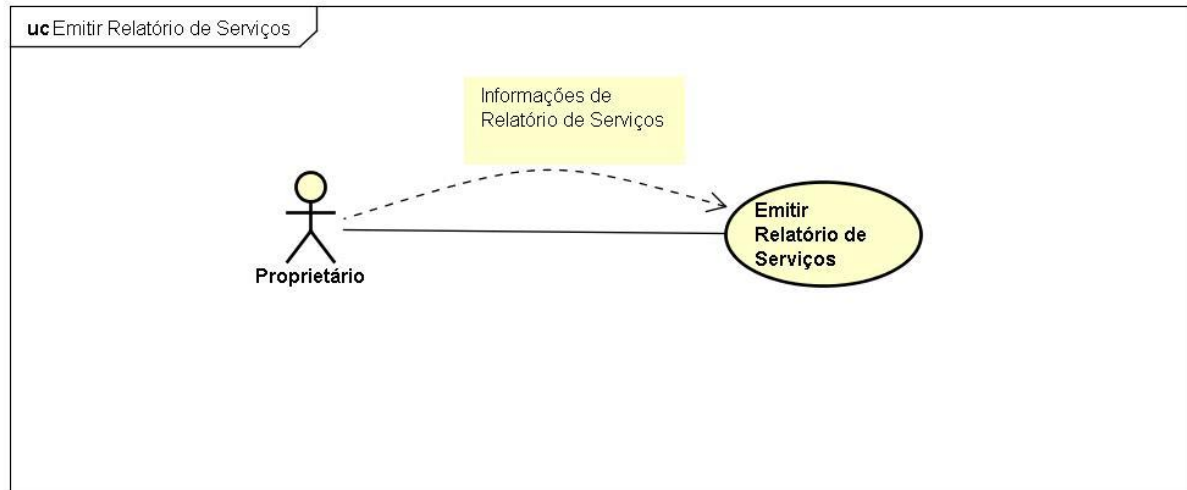 uc Emitir Relatório de Serviços
Informações de
Relatório de Serviços
Emitir
Relatório de
Serviços
Proprietário